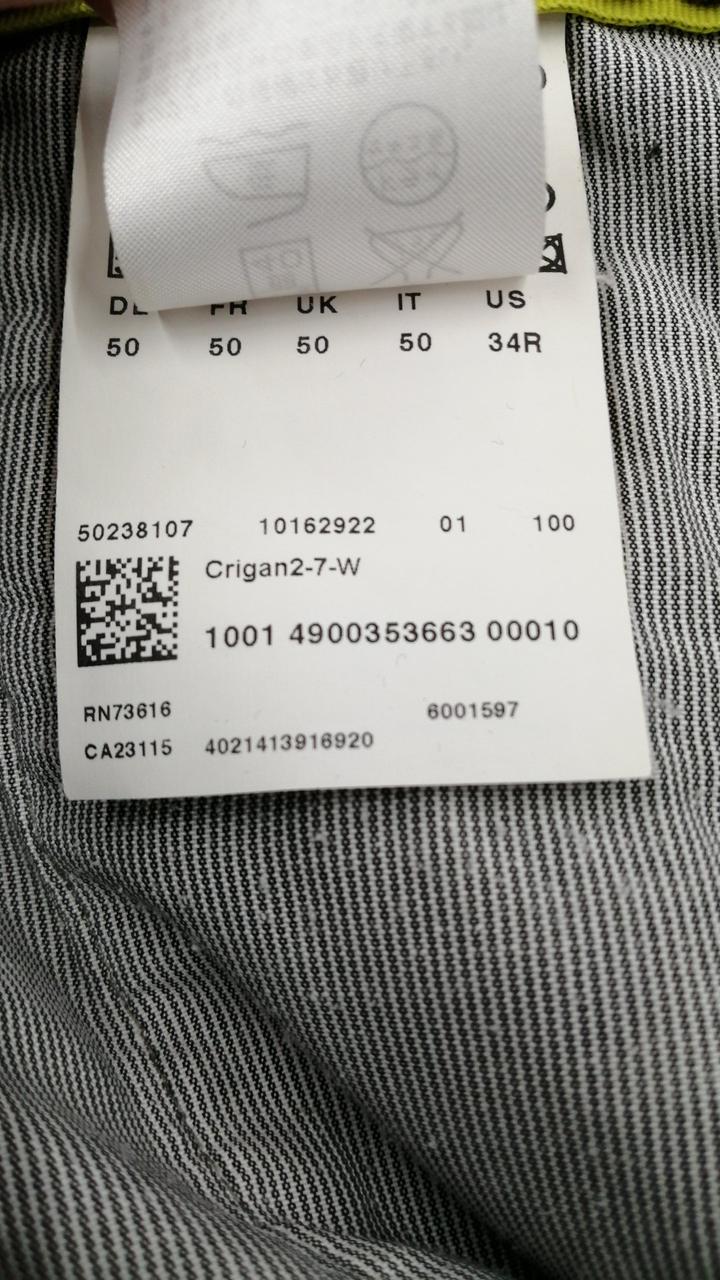 DE FR UK IT US
50 50 50 50 34R
50238107 10162922 01 100
Crigan2-7-W
1001 4900353663 00010
RN73616 6001597
CA23115 4021413916920